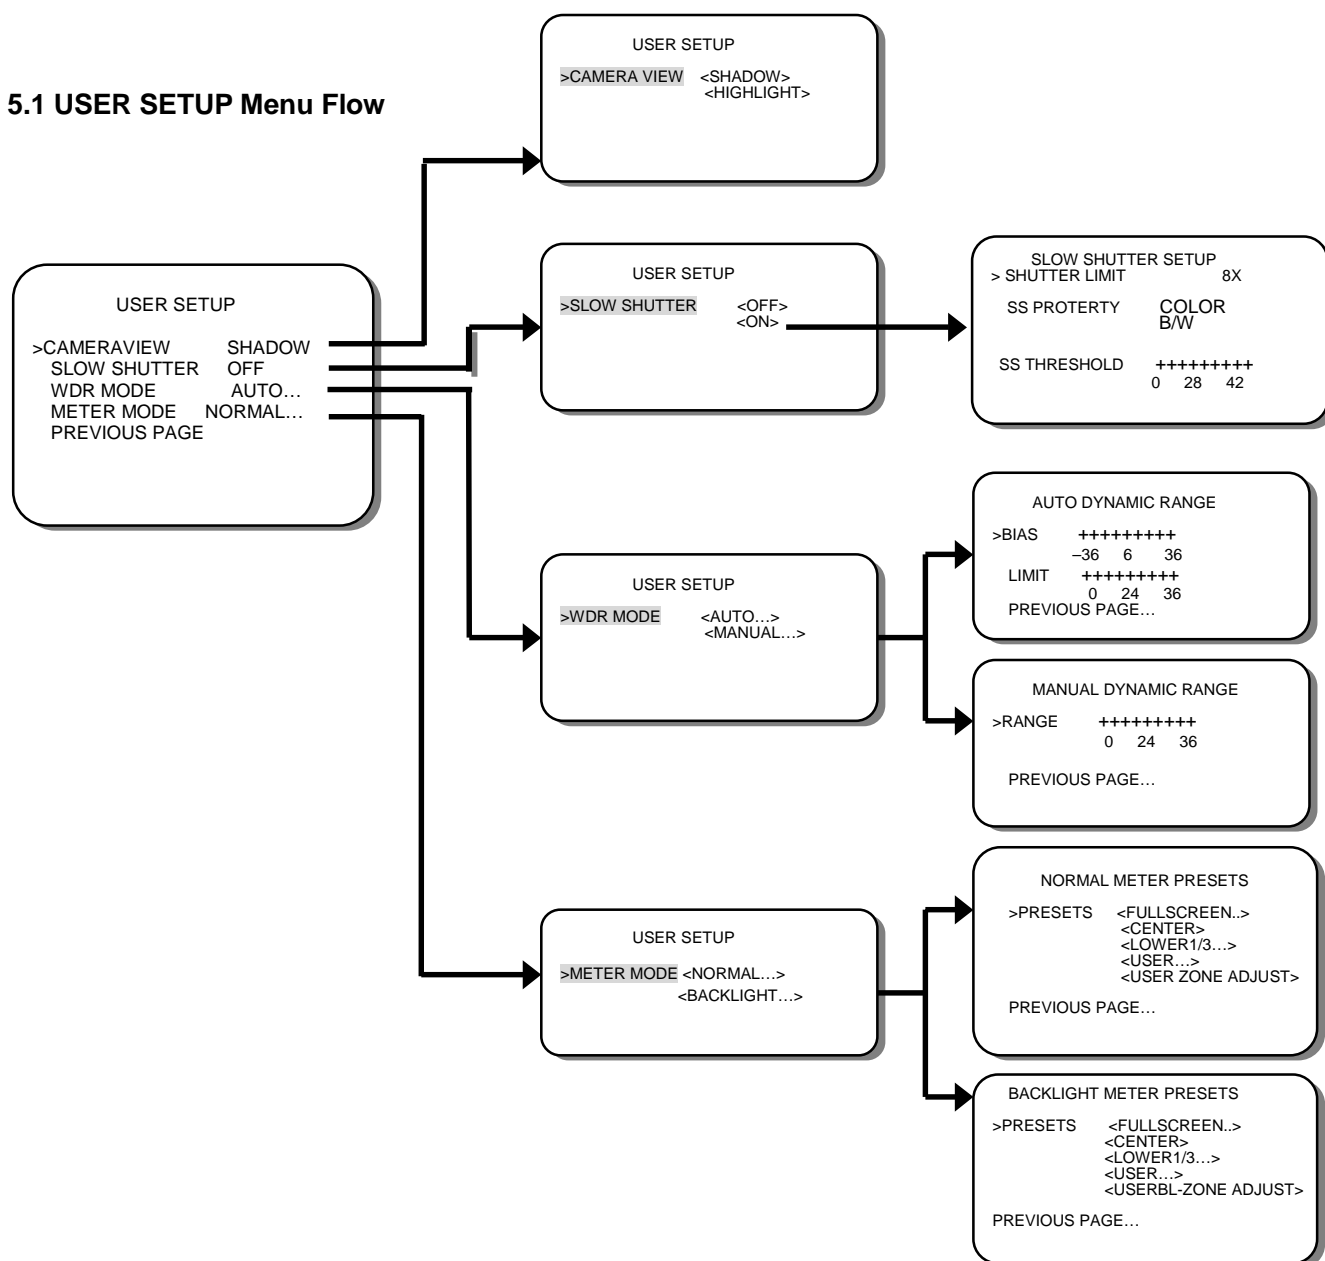 5.1 USER SETUP Menu Flow
USER SETUP
>CAMERA VIEW <SHADOW>
<HIGHLIGHT>
USER SETUP
>CAMERAVIEW SHADOW
SLOW SHUTTER OFF
WDR MODE AUTO…
METER MODE NORMAL…
PREVIOUS PAGE
USER SETUP
>SLOW SHUTTER <OFF>
<ON>
SLOW SHUTTER SETUP
> SHUTTER LIMIT 8X
SS PROTERTY COLOR
B/W
SS THRESHOLD +++++++++
0 28 42
USER SETUP
>WDR MODE <AUTO…>
<MANUAL…>
AUTO DYNAMIC RANGE
>BIAS +++++++++
–36 6 36
LIMIT +++++++++
0 24 36
PREVIOUS PAGE…
MANUAL DYNAMIC RANGE
>RANGE +++++++++
0 24 36
PREVIOUS PAGE…
USER SETUP
>METER MODE <NORMAL…>
<BACKLIGHT…>
NORMAL METER PRESETS
>PRESETS <FULLSCREEN..>
<CENTER>
<LOWER1/3…>
<USER…>
<USER ZONE ADJUST>
PREVIOUS PAGE…
BACKLIGHT METER PRESETS
>PRESETS <FULLSCREEN..>
<CENTER>
<LOWER1/3…>
<USER…>
<USERBL-ZONE ADJUST>
PREVIOUS PAGE…